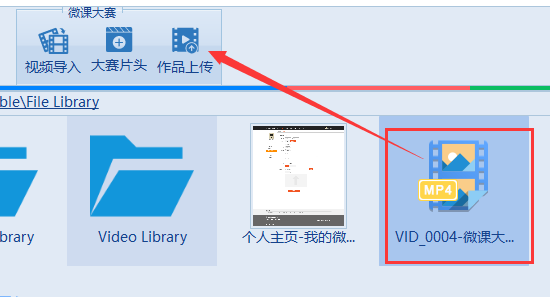 微课大赛
视频导入
大赛片头
作品上传
ble\File Library
brary
Video Library
个人主页-我的微...
MP4
VID_0004-微课大...